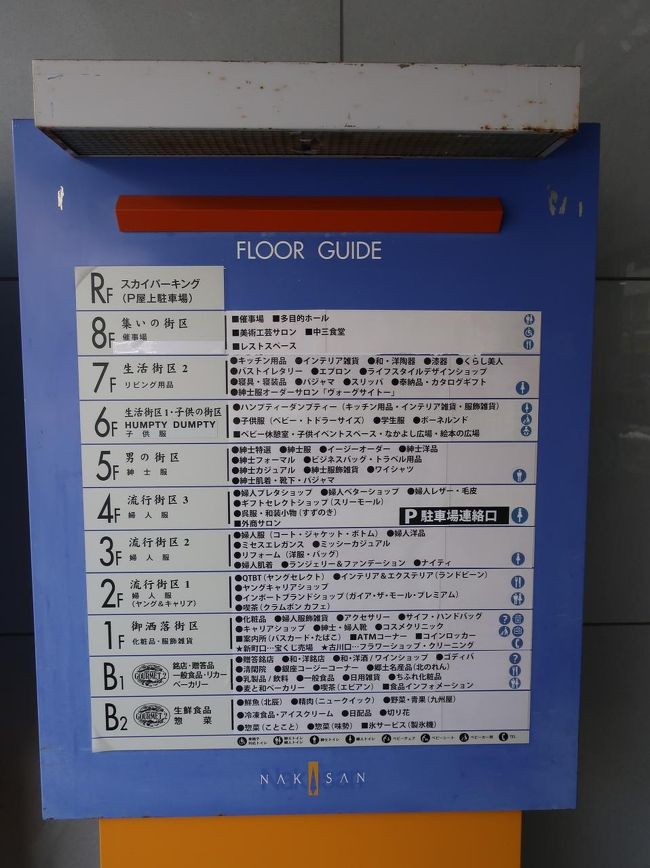 FLOOR GUIDE
RF スカイパーキング
(P屋上駐車場)
8F 集いの街区
催事場
■催事場 ■多目的ホール
■美術工芸サロン ■中三食堂
■レストスペース
7F 生活街区2
リビング用品
●キッチン用品 ●インテリア雑貨 ●和・洋陶器 ●漆器 ●くらし美人
●バストイレタリー ●エプロン ●ライフスタイルデザインショップ
●寝具・寝装品 ●パジャマ ●スリッパ ●奉納品・カタログギフト
●紳士服オーダーサロン「ヴォーグサイトー」
6F 生活街区1・子供の街区
HUMPTY DUMPTY
子供服
●ハンプティーダンプティー(キッチン用品・インテリア雑貨・服飾雑貨)
●子供服(ベビー・トドラーサイズ) ●学生服 ●ボーネルンド
■ベビー休憩室・子供イベントスペース・なかよし広場・絵本の広場
5F 男の街区
紳士服
●紳士特選 ●紳士服 ●イージーオーダー ●紳士洋品
●紳士フォーマル ●ビジネスバッグ・トラベル用品
●紳士カジュアル ●紳士服飾雑貨 ●ワイシャツ
●紳士肌着・靴下・パジャマ
4F 流行街区3
婦人服
●婦人プレタショップ ●婦人ベターショップ ●婦人レザー・毛皮
●ギフトセレクトショップ(スリーモール)
●呉服・和装小物(すずのき)
■外商サロン
P 駐車場連絡口
3F 流行街区2
婦人服
●婦人服(コート・ジャケット・ボトム) ●婦人洋品
●ミセスエレガンス ●ミッシーカジュアル
●リフォーム(洋服・バッグ)
●婦人肌着 ●ランジェリー&ファンデーション ●ナイティ
2F 流行街区1
婦人服
(ヤング&キャリア)
●QTBT(ヤングセレクト) ●インテリア&エクステリア(ランドビーン)
●ヤングキャリアショップ
●インポートブランドショップ(ガイア・ザ・モール・プレミアム)
●喫茶(クラムボン カフェ)
1F 御洒落街区
化粧品・服飾雑貨
●化粧品 ●婦人服飾雑貨 ●アクセサリー ●サイフ・ハンドバッグ
●キャリアショップ ●紳士・婦人靴 ●コスメクリニック
■案内所(バスカード・たばこ) ■ATMコーナー ■コインロッカー
★新町口…宝くじ売場 ★古川口…フラワーショップ・クリーニング
B1 GOURMET 2 銘店・贈答品
一般食品・リカー
ベーカリー
●贈答銘店 ●和・洋銘店 ●和・洋酒/ワインショップ ●ゴディバ
●清閑院 ●銀座コージーコーナー ●郷土名産品(北のれん)
●乳製品/飲料 ●一般食品 ●日用雑貨 ●ちふれ化粧品
●麦と和ベーカリー ●喫茶(エビアン) ■食品インフォメーション
B2 GOURMET 2 生鮮食品
惣菜
●鮮魚(北辰) ●精肉(ニュークイック) ●野菜・青果(九州屋)
●冷凍食品・アイスクリーム ●日配品 ●切り花
●惣菜(ことこと) ●惣菜(味勢) ■氷サービス(製氷機)
ベビーチェア ベビーシート ベビーカー TEL
NAKASAN